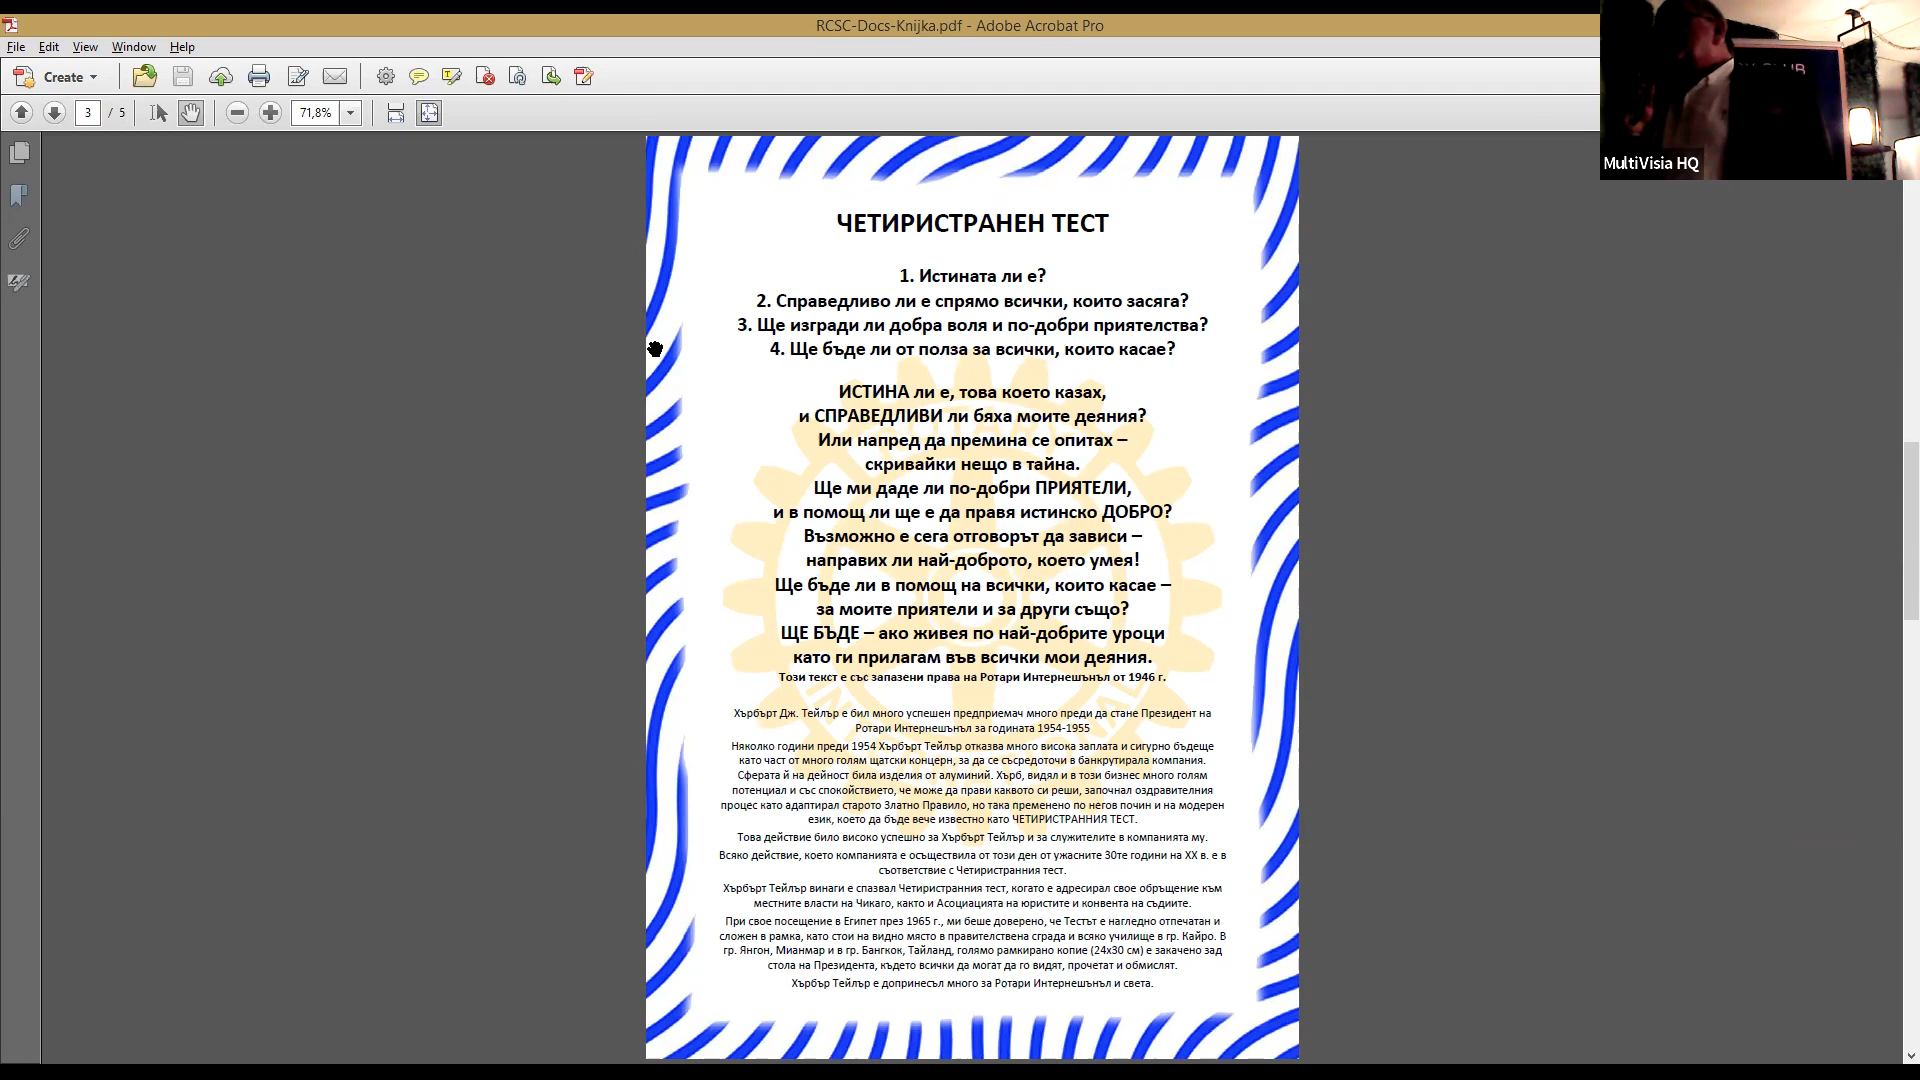 RCSC-Docs-Knijka.pdf - Adobe Acrobat Pro
File Edit View Window Help
Create
3 / 5 71,8%
MultiVisia HQ
ЧЕТИРИСТРАНЕН ТЕСТ
1. Истината ли е?
2. Справедливо ли е спрямо всички, които засяга?
3. Ще изгради ли добра воля и по-добри приятелства?
4. Ще бъде ли от полза за всички, които касае?
ИСТИНА ли е, това което казах,
и СПРАВЕДЛИВИ ли бяха моите деяния?
Или напред да премина се опитах –
скривайки нещо в тайна.
Ще ми даде ли по-добри ПРИЯТЕЛИ,
и в помощ ли ще е да правя истинско ДОБРО?
Възможно е сега отговорът да зависи –
направих ли най-доброто, което умея!
Ще бъде ли в помощ на всички, които касае –
за моите приятели и за други също?
ЩЕ БЪДЕ – ако живея по най-добрите уроци
като ги прилагам във всички мои деяния.
Този текст е със запазени права на Ротари Интернешънъл от 1946 г.
Хърбърт Дж. Тейлър е бил много успешен предприемач много преди да стане Президент на
Ротари Интернешънъл за годината 1954-1955
Няколко години преди 1954 Хърбърт Тейлър отказва много висока заплата и сигурно бъдеще
като част от много голям щатски концерн, за да се съсредоточи в банкрутирала компания.
Сферата й на дейност била изделия от алуминий. Хърб, видял и в този бизнес много голям
потенциал и със спокойствието, че може да прави каквото си реши, започнал оздравителния
процес като адаптирал старото Златно Правило, но така пременено по негов почин и на модерен
език, което да бъде вече известно като ЧЕТИРИСТРАННИЯ ТЕСТ.
Това действие било високо успешно за Хърбърт Тейлър и за служителите в компанията му.
Всяко действие, което компанията е осъществила от този ден от ужасните 30те години на XX в. е в
съответствие с Четиристранния тест.
Хърбърт Тейлър винаги е спазвал Четиристранния тест, когато е адресирал свое обръщение към
местните власти на Чикаго, както и Асоциацията на юристите и конвента на съдиите.
При свое посещение в Египет през 1965 г., ми беше доверено, че Тестът е нагледно отпечатан и
сложен в рамка, като стои на видно място в правителствена сграда и всяко училище в гр. Кайро. В
гр. Янгон, Мианмар и в гр. Бангкок, Тайланд, голямо рамкирано копие (24x30 см) е закачено зад
стола на Президента, където всички да могат да го видят, прочетат и обмислят.
Хърбър Тейлър е допринесъл много за Ротари Интернешънъл и света.
ROTARY
INTERNATIONAL